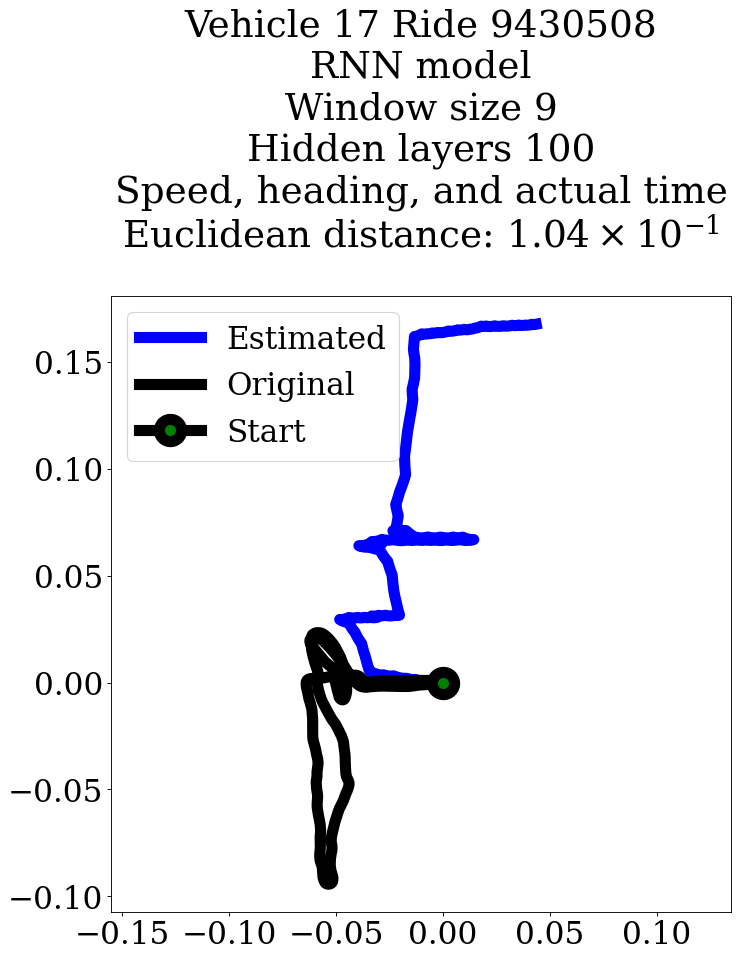 Vehicle 17 Ride 9430508
RNN model
Window size 9
Hidden layers 100
Speed, heading, and actual time
Euclidean distance: 1.04 × 10⁻¹
Estimated
Original
Start
0.15
0.10
0.05
0.00
−0.05
−0.10
−0.15 −0.10 −0.05 0.00 0.05 0.10